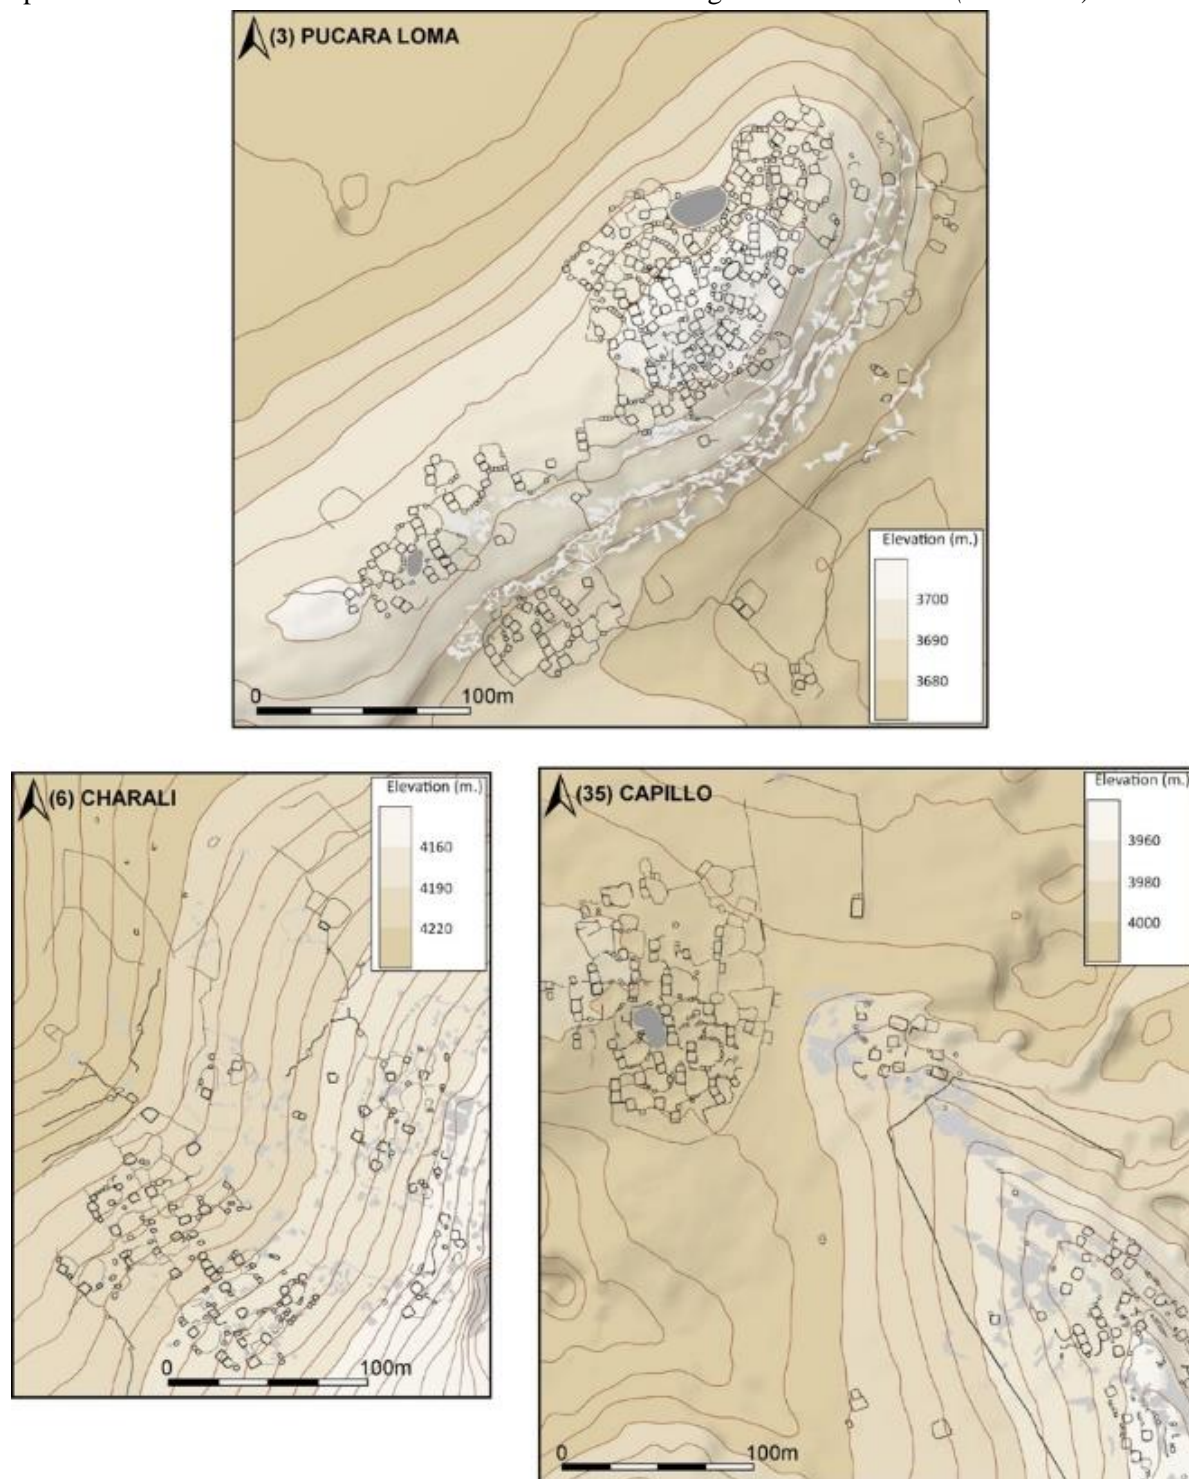 (3) PUCARA LOMA
Elevation (m.)
3700
3690
3680
0 100m
(6) CHARALI
Elevation (m.)
4160
4190
4220
0 100m
(35) CAPILLO
Elevation (m.)
3960
3980
4000
0 100m